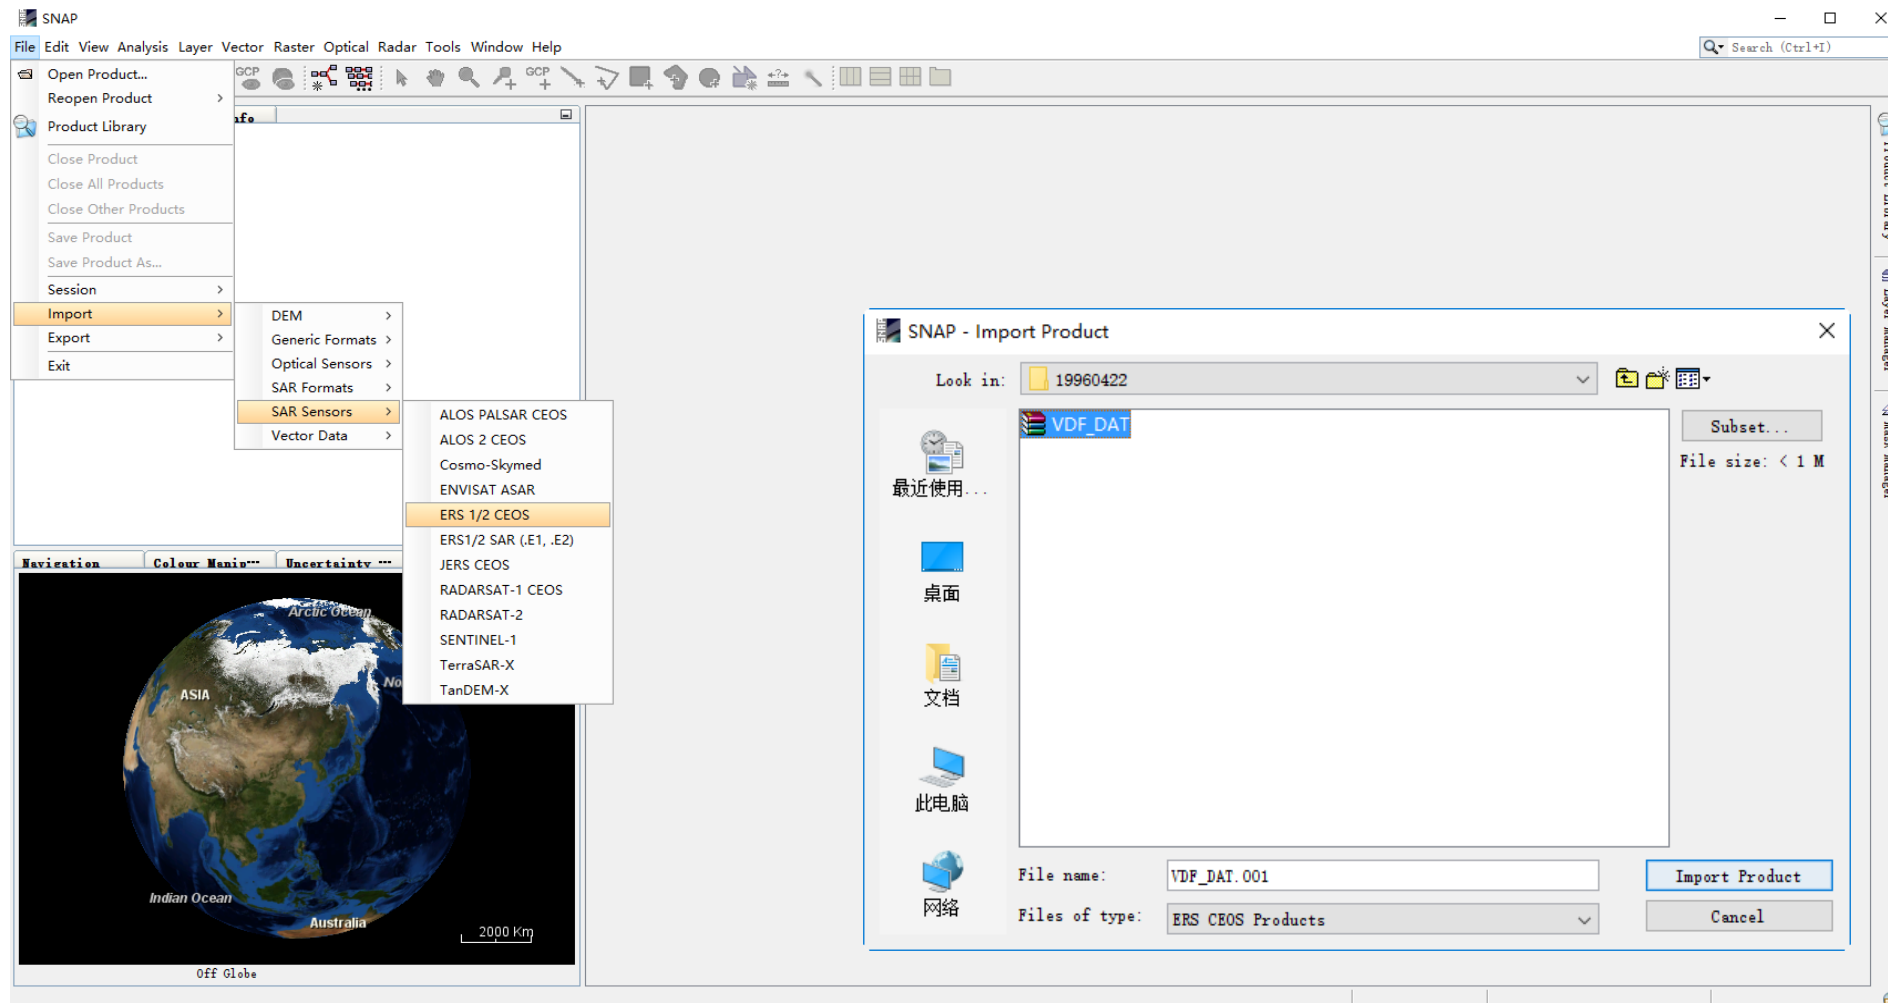 SNAP
File Edit View Analysis Layer Vector Raster Optical Radar Tools Window Help
Search (Ctrl+I)
Open Product...
Reopen Product
Product Library
Close Product
Close All Products
Close Other Products
Save Product
Save Product As...
Session
Import
Export
Exit
GCP
GCP
DEM
Generic Formats
Optical Sensors
SAR Formats
SAR Sensors
Vector Data
ALOS PALSAR CEOS
ALOS 2 CEOS
Cosmo-Skymed
ENVISAT ASAR
ERS 1/2 CEOS
ERS1/2 SAR (.E1, .E2)
JERS CEOS
RADARSAT-1 CEOS
RADARSAT-2
SENTINEL-1
TerraSAR-X
TanDEM-X
Navigation
Colour Manip...
Uncertainty ...
Arctic Ocean
ASIA
Indian Ocean
Australia
2000 Km
Off Globe
SNAP - Import Product
Look in:
19960422
最近使用...
桌面
文档
此电脑
网络
VDF_DAT
Subset...
File size: < 1 M
File name:
VDF_DAT.001
Import Product
Files of type:
ERS CEOS Products
Cancel